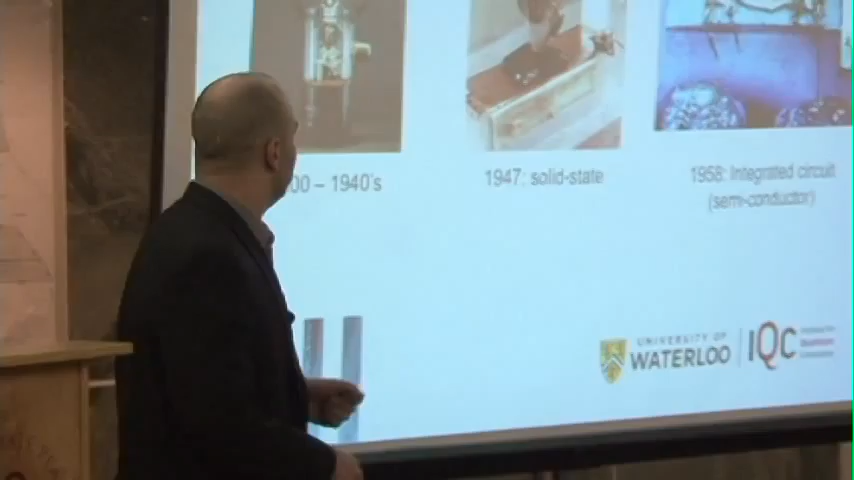 00 – 1940's
1947: solid-state
1958: Integrated circuit
(semi-conductor)
UNIVERSITY OF
WATERLOO
IQC